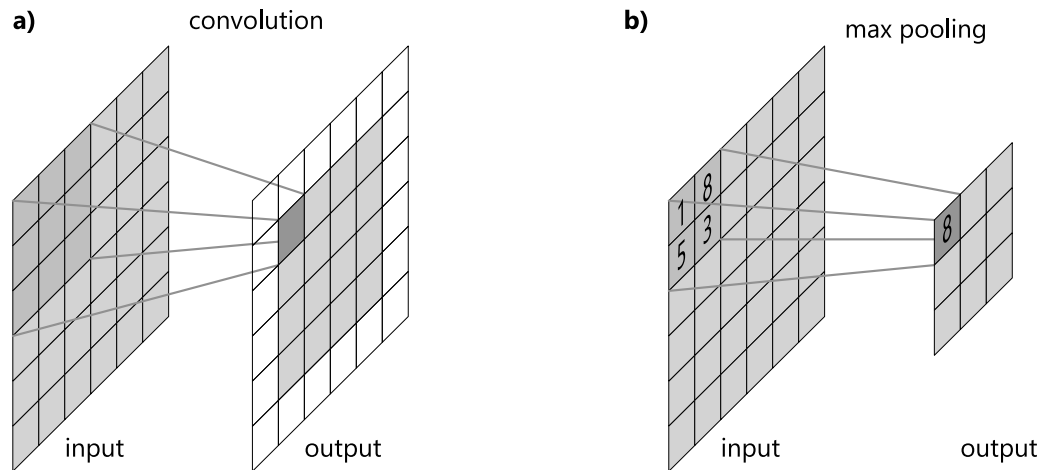 a)
convolution
input
output
b)
max pooling
1 8
5 3
8
input
output